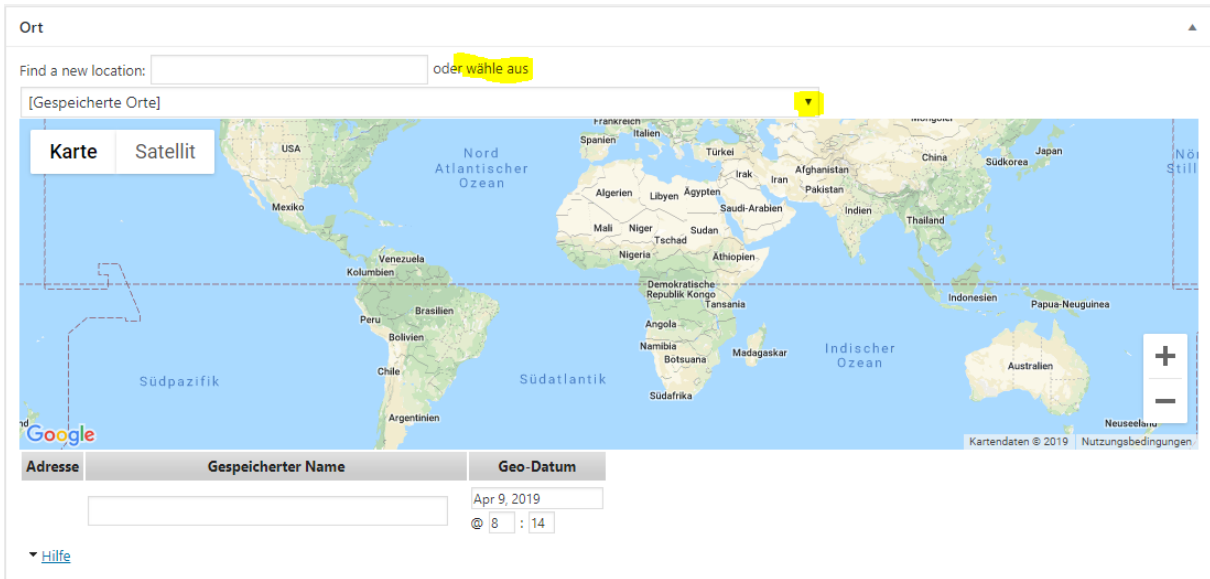 Ort
Find a new location: oder wähle aus
[Gespeicherte Orte]
Karte Satellit
Frankreich
Mongolei
USA
Nord
Atlantischer
Ozean
Spanien
Italien
Türkei
China
Südkorea
Japan
Irak
Iran
Afghanistan
Pakistan
Algerien
Libyen
Ägypten
Saudi-Arabien
Indien
Mexiko
Mali
Niger
Sudan
Tschad
Thailand
Venezuela
Kolumbien
Nigeria
Äthiopien
Demokratische
Republik Kongo
Tansania
Indonesien
Papua-Neuguinea
Brasilien
Peru
Angola
Bolivien
Namibia
Botsuana
Madagaskar
Indischer
Ozean
Australien
Chile
Südpazifik
Südatlantik
Südafrika
Argentinien
Neuseeland
Google
Kartendaten © 2019 Nutzungsbedingungen
Adresse Gespeicherter Name Geo-Datum
Apr 9, 2019
@ 8 : 14
Hilfe